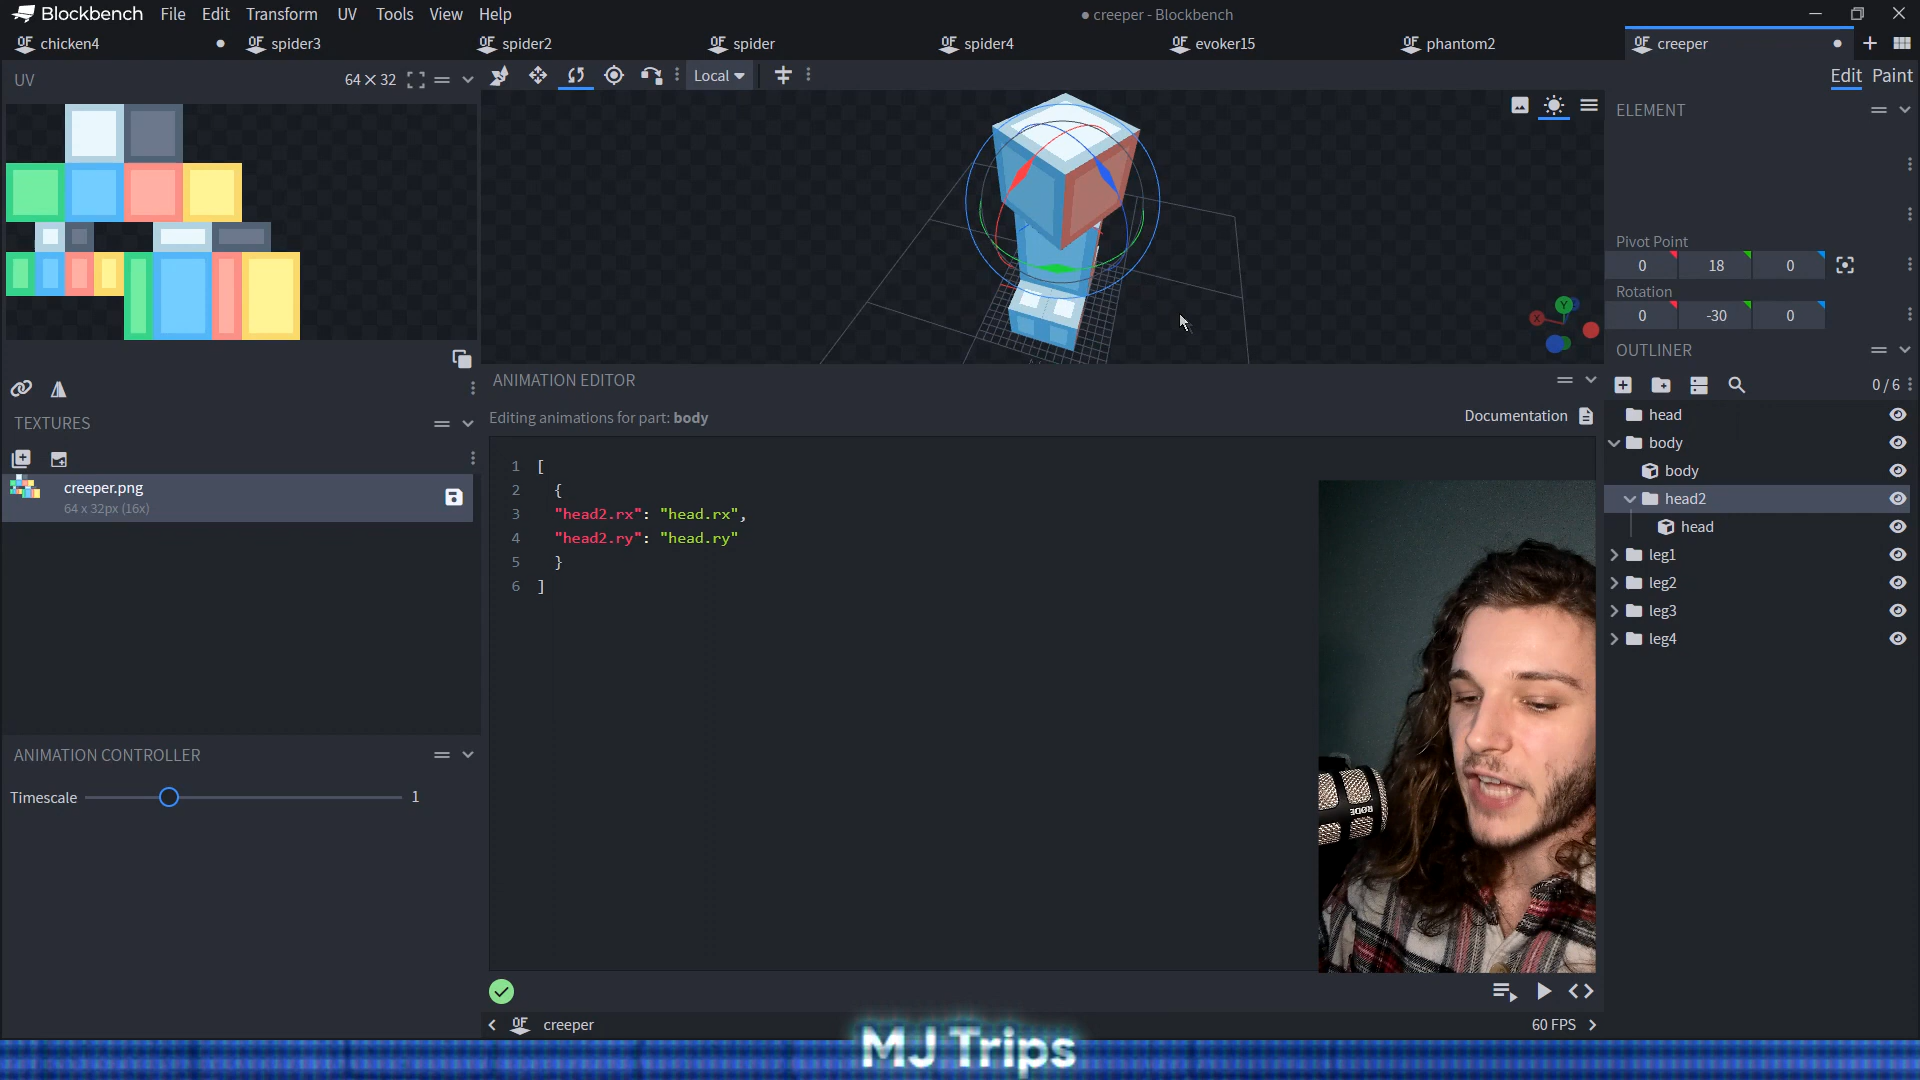 Blockbench File Edit Transform UV Tools View Help
creeper - Blockbench
chicken4 spider3 spider2 spider spider4 evoker15 phantom2 creeper
UV 64×32
Local
Edit Paint
ELEMENT
Pivot Point
0 18 0
Rotation
0 -30 0
OUTLINER
0 / 6
head
body
body
head2
head
leg1
leg2
leg3
leg4
TEXTURES
creeper.png
64 x 32px (16x)
ANIMATION CONTROLLER
Timescale 1
ANIMATION EDITOR
Editing animations for part: body
Documentation
1 [
2 {
3 "head2.rx": "head.rx",
4 "head2.ry": "head.ry"
5 }
6 ]
RODE
creeper
60 FPS
MJ Trips